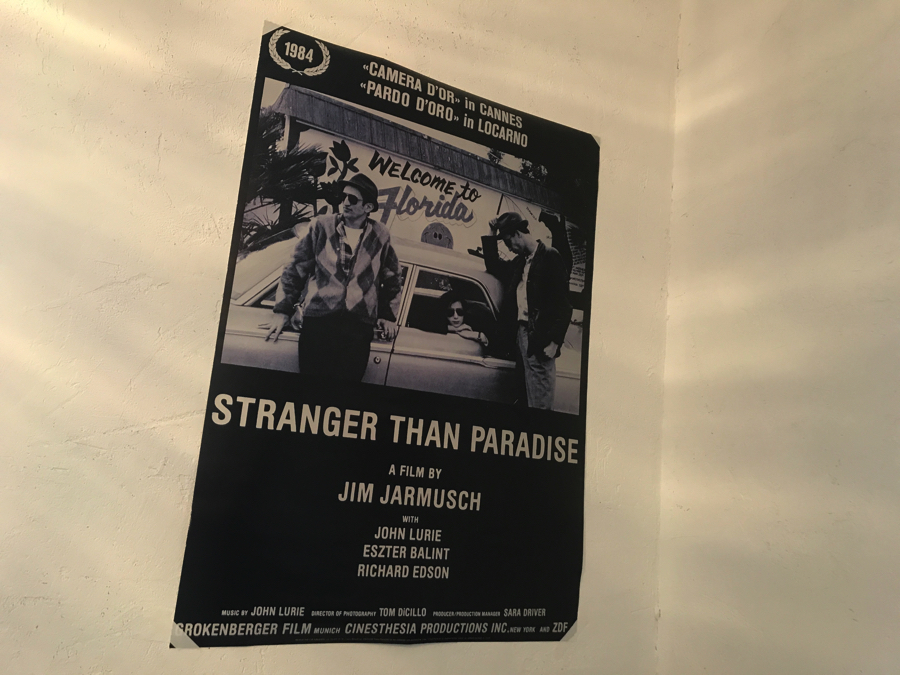 1984
«CAMERA D'OR» in CANNES
«PARDO D'ORO» in LOCARNO
WELCOME to
Florida
STRANGER THAN PARADISE
A FILM BY
JIM JARMUSCH
WITH
JOHN LURIE
ESZTER BALINT
RICHARD EDSON
MUSIC BY JOHN LURIE DIRECTOR OF PHOTOGRAPHY TOM DiCILLO PRODUCER/PRODUCTION MANAGER SARA DRIVER
GROKENBERGER FILM MUNICH CINESTHESIA PRODUCTIONS INC. NEW YORK AND ZDF